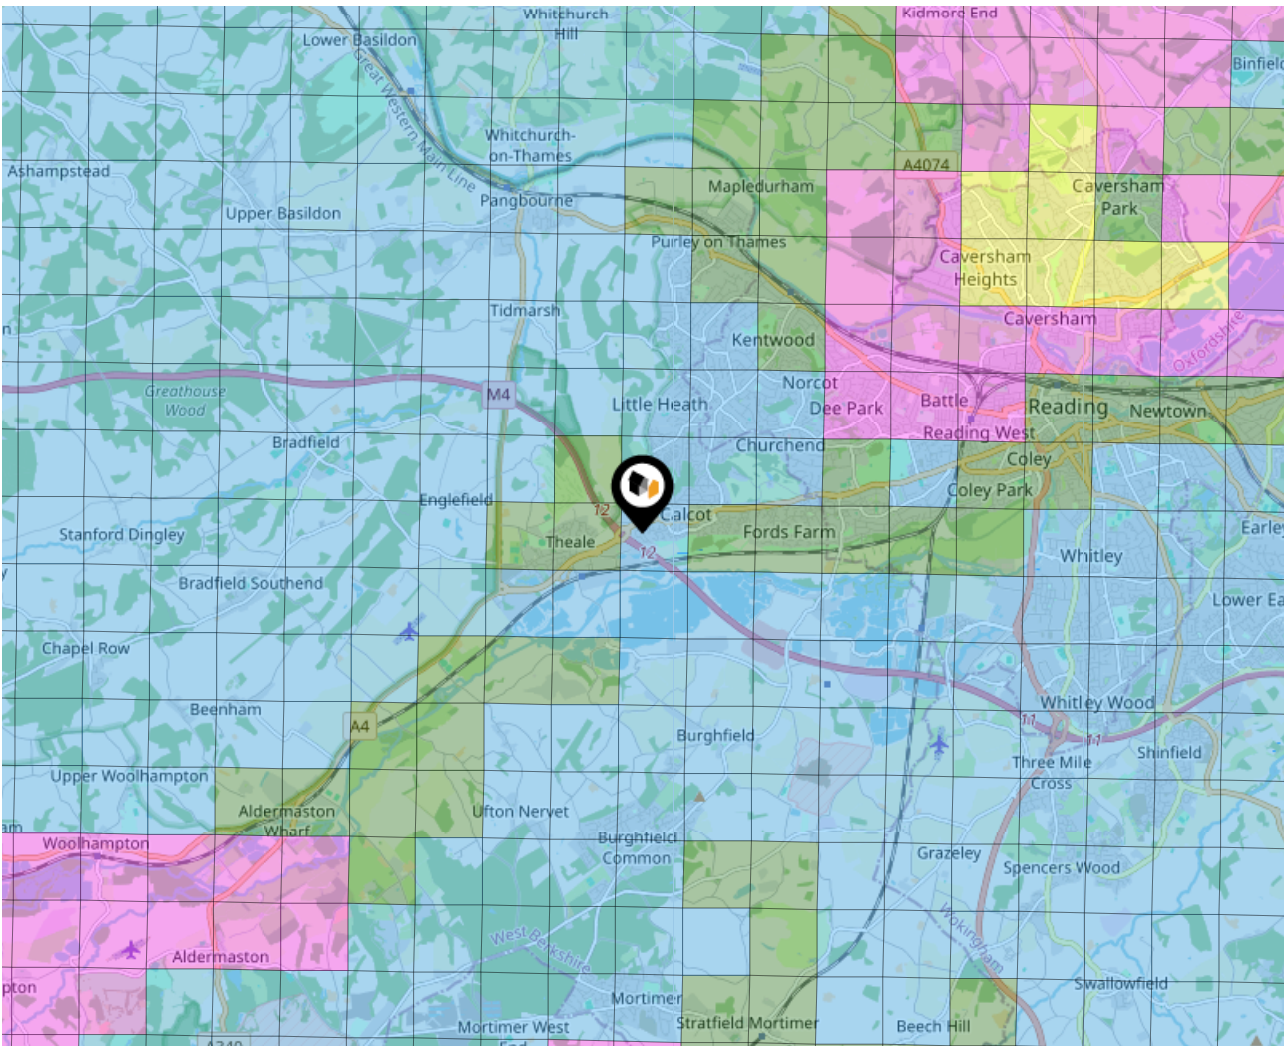 Whitchurch
Hill
Kidmore End
Lower Basildon
Great Western Main Line
Binfield
Whitchurch-
on-Thames
Ashampstead
A4074
Mapledurham
Caversham
Park
Pangbourne
Upper Basildon
Purley on Thames
Caversham
Heights
Tidmarsh
Caversham
n
Kentwood
Oxfordshire
Norcot
Greathouse
Wood
M4
Little Heath
Dee Park
Battle
Reading
Newtown
Reading West
Bradfield
Churchend
Coley
Englefield
Coley Park
12
Calcot
Stanford Dingley
Theale
Fords Farm
Earley
12
Whitley
y
Bradfield Southend
Lower Ea
Chapel Row
Whitley Wood
Beenham
A4
11
Burghfield
11
Shinfield
Three Mile
Cross
Upper Woolhampton
Aldermaston
Wharf
Ufton Nervet
am
Woolhampton
Burghfield
Common
Grazeley
Spencers Wood
West Berkshire
Wokingham
Aldermaston
pton
Swallowfield
Mortimer
Mortimer West
End
Stratfield Mortimer
Beech Hill
A340